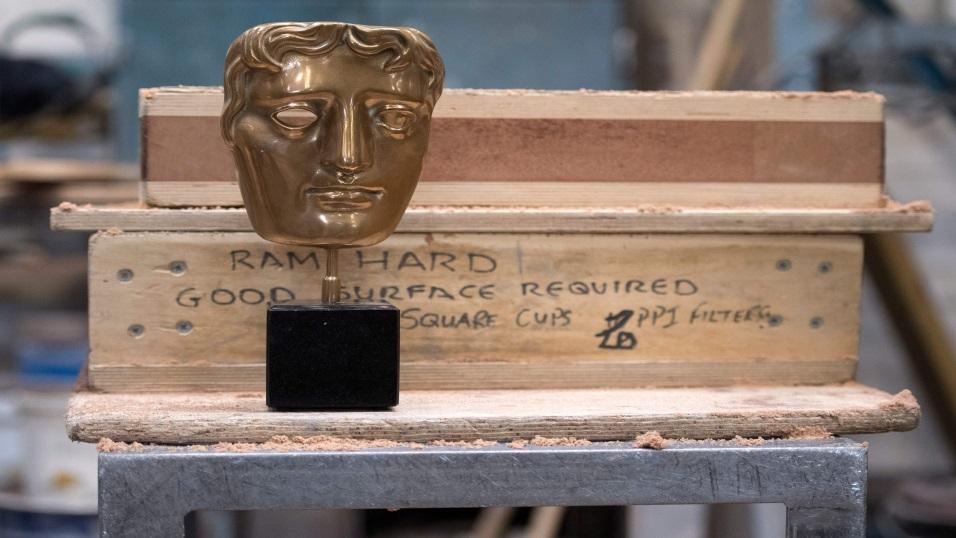 RAM HARD
GOOD SURFACE REQUIRED
SQUARE CUPS PPI FILTERS